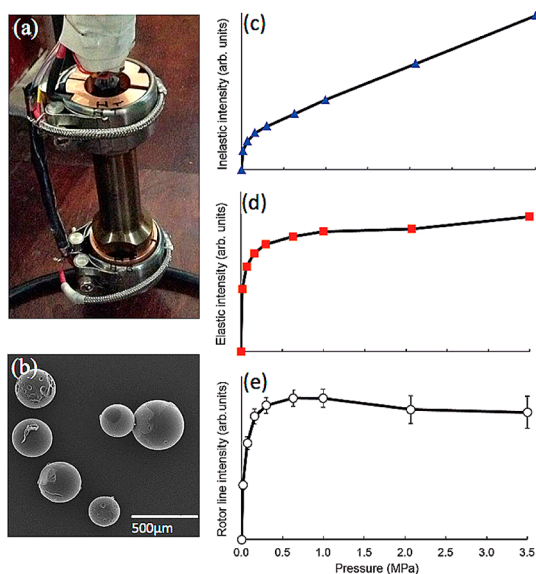 (a)
(b)
500μm
(c)
Inelastic intensity (arb. units)
(d)
Elastic intensity (arb. units)
(e)
Rotor line intensity (arb.units)
0.0 0.5 1.0 1.5 2.0 2.5 3.0 3.5
Pressure (MPa)